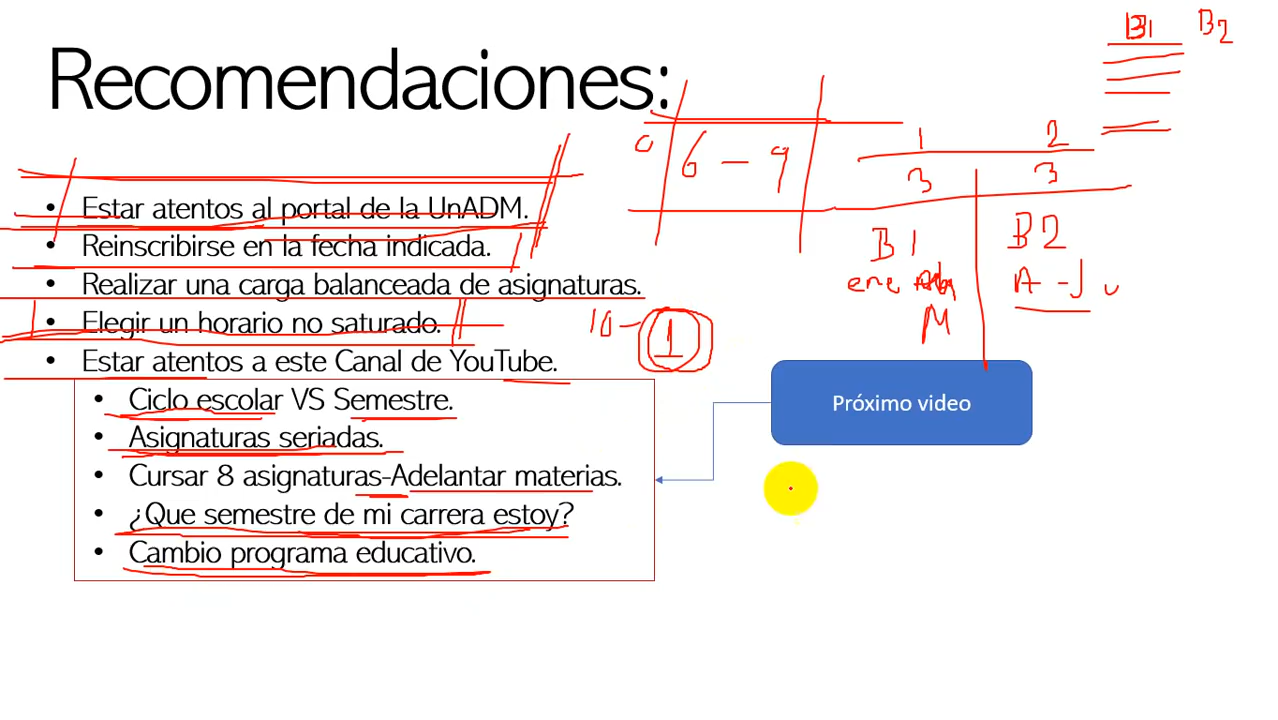 Recomendaciones:
• Estar atentos al portal de la UnADM.
• Reinscribirse en la fecha indicada.
• Realizar una carga balanceada de asignaturas.
• Elegir un horario no saturado.
• Estar atentos a este Canal de YouTube.
• Ciclo escolar VS Semestre.
• Asignaturas seriadas.
• Cursar 8 asignaturas-Adelantar materias.
• ¿Que semestre de mi carrera estoy?
• Cambio programa educativo.
B1 B2
6 - 9
1 2
3 3
B1 B2
ene
A - Ju
M
10 - 1
Próximo video